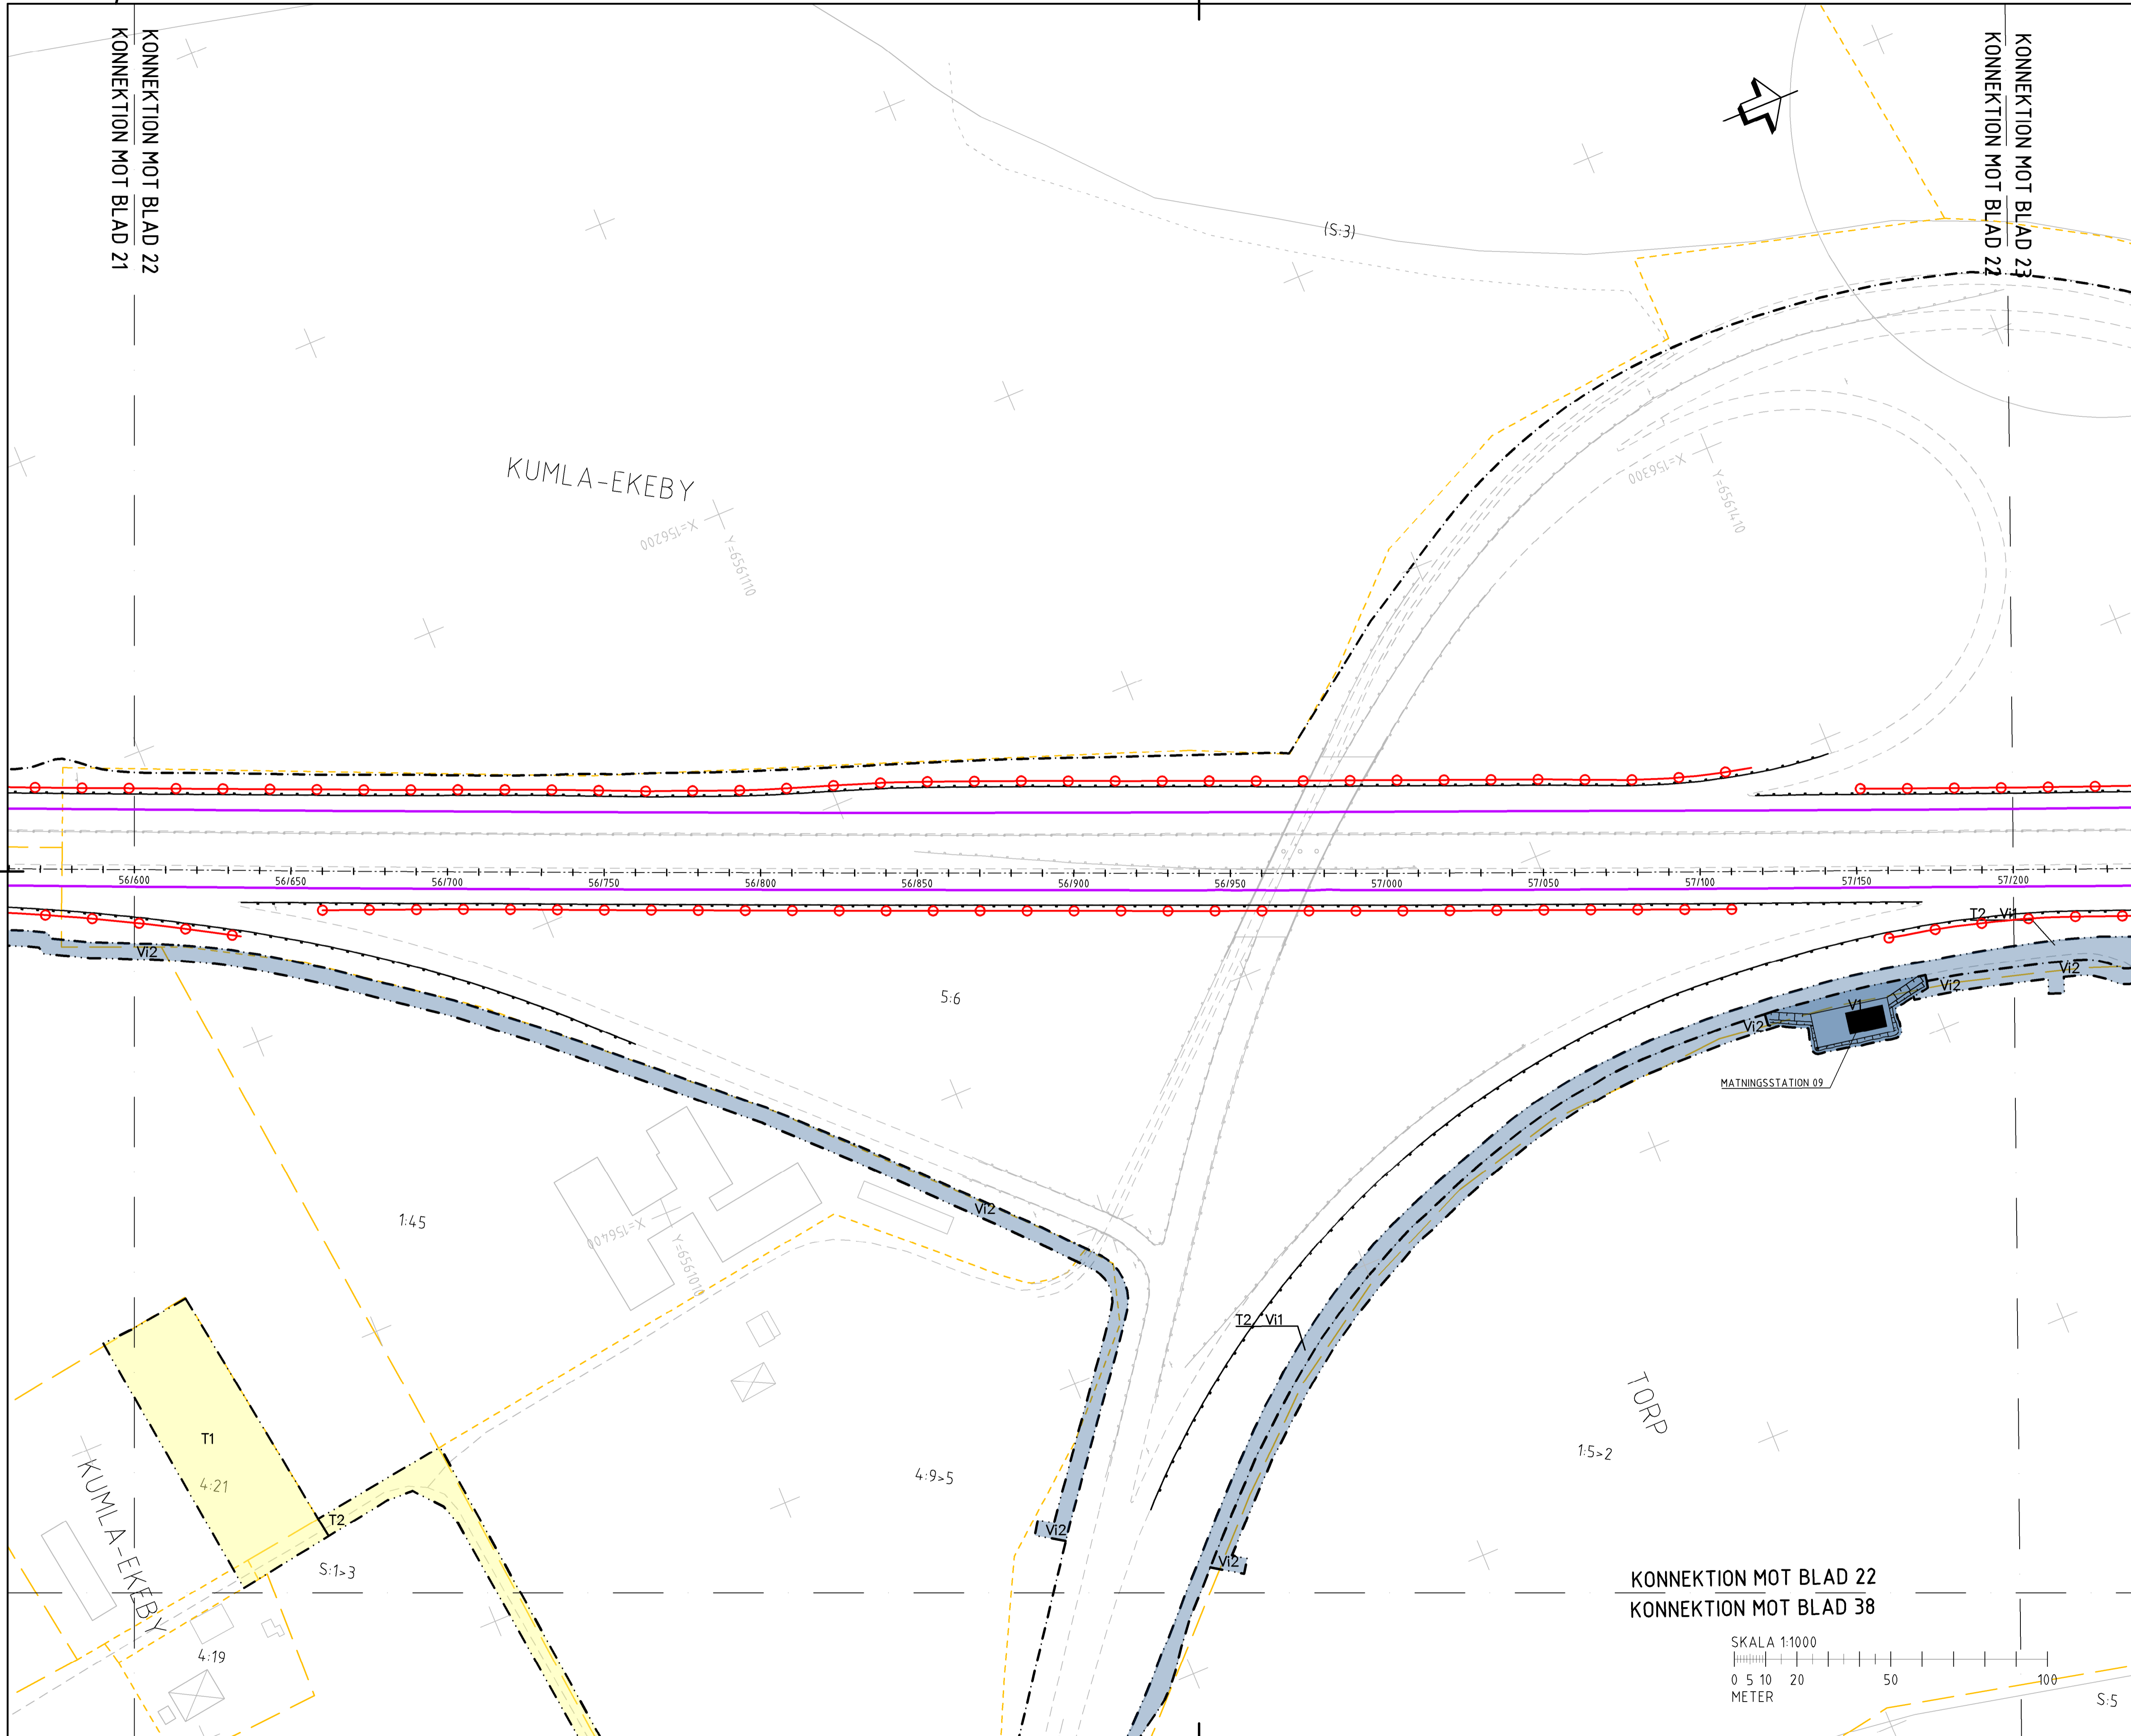 KONNEKTION MOT BLAD 22
KONNEKTION MOT BLAD 21
KONNEKTION MOT BLAD 23
KONNEKTION MOT BLAD 22
(S:3)
KUMLA-EKEBY
X=156200
Y=6561110
X=156300
Y=6561410
56/600
56/650
56/700
56/750
56/800
56/850
56/900
56/950
57/000
57/050
57/100
57/150
57/200
T2 Vi1
Vi2
Vi2
Vi2
5:6
V1
Vi2
MATNINGSSTATION 09
1:45
Vi2
X=156400
Y=6561010
T2 Vi1
TORP
T1
4:21
4:9>5
1:5>2
KUMLA-EKEBY
T2
Vi2
Vi2
S:1>3
KONNEKTION MOT BLAD 22
KONNEKTION MOT BLAD 38
4:19
SKALA 1:1000
0 5 10 20 50 100
METER
S:5